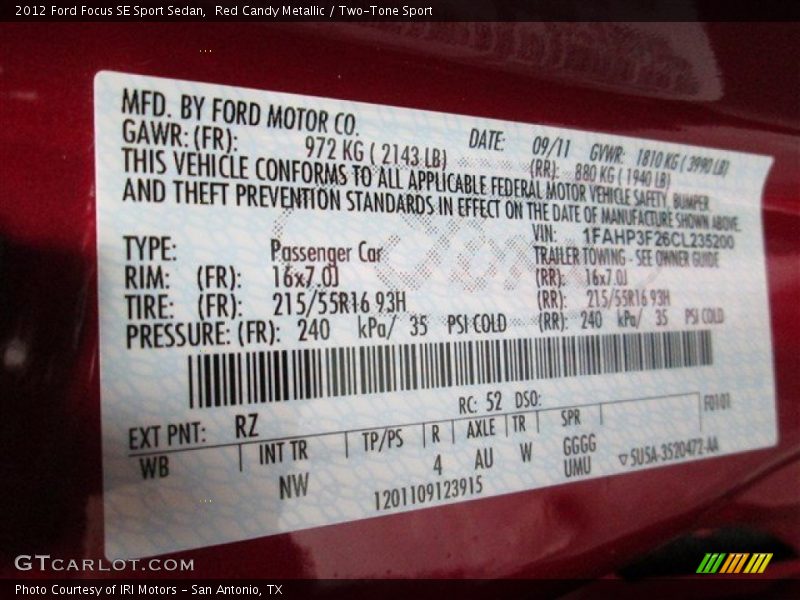 2012 Ford Focus SE Sport Sedan, Red Candy Metallic / Two-Tone Sport
MFD. BY FORD MOTOR CO.
DATE: 09/11 GVWR: 1810 KG ( 3990 LB)
GAWR: (FR): 972 KG ( 2143 LB) (RR): 880 KG ( 1940 LB)
THIS VEHICLE CONFORMS TO ALL APPLICABLE FEDERAL MOTOR VEHICLE SAFETY, BUMPER
AND THEFT PREVENTION STANDARDS IN EFFECT ON THE DATE OF MANUFACTURE SHOWN ABOVE.
VIN: 1FAHP3F26CL235200
TYPE: Passenger Car TRAILER TOWING - SEE OWNER GUIDE
RIM: (FR): 16x7.0J (RR): 16x7.0J
TIRE: (FR): 215/55R16 93H (RR): 215/55R16 93H
PRESSURE: (FR): 240 kPa/ 35 PSI COLD (RR): 240 kPa/ 35 PSI COLD
EXT PNT: RZ RC: 52 DSO: F0101
WB INT TR TP/PS R AXLE TR SPR
NW 4 AU W GGGG
UMU
1201109123915 5U5A-3520472-AA
GTCARLOT.COM
Photo Courtesy of IRI Motors - San Antonio, TX